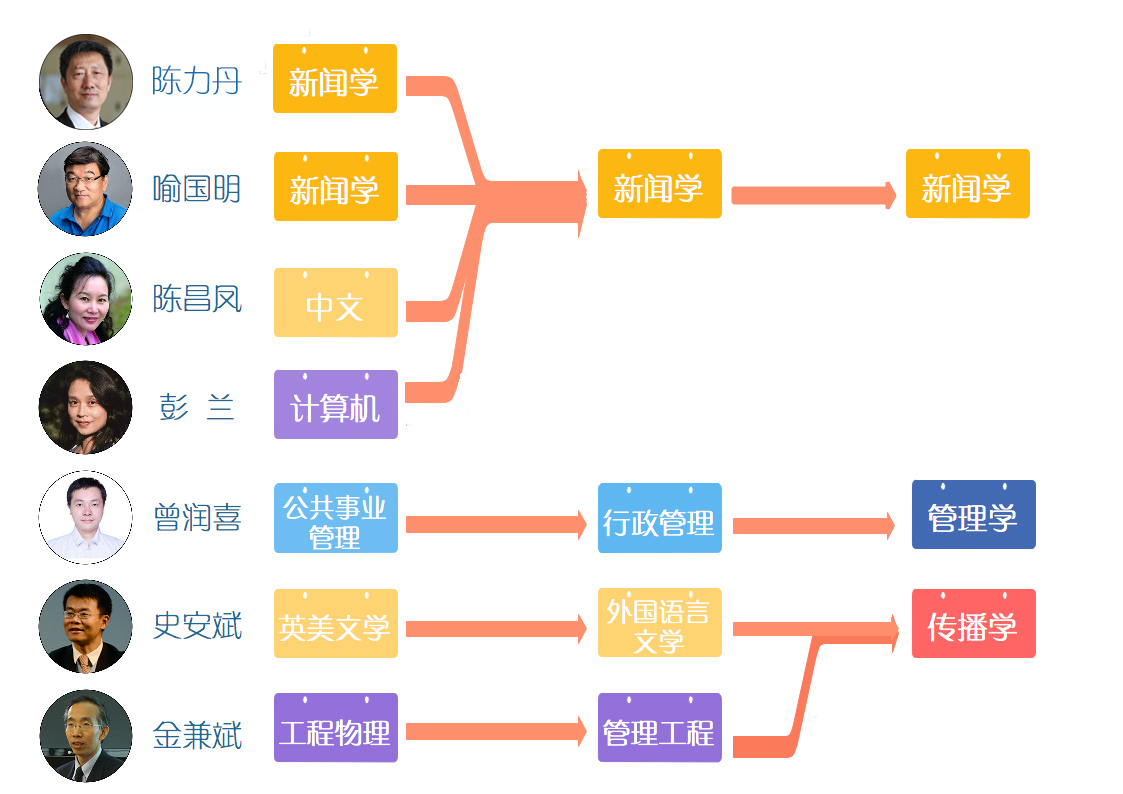 陈力丹
新闻学
喻国明
新闻学
新闻学
新闻学
陈昌凤
中文
彭 兰
计算机
曾润喜
公共事业
管理
行政管理
管理学
史安斌
英美文学
外国语言
文学
传播学
金兼斌
工程物理
管理工程